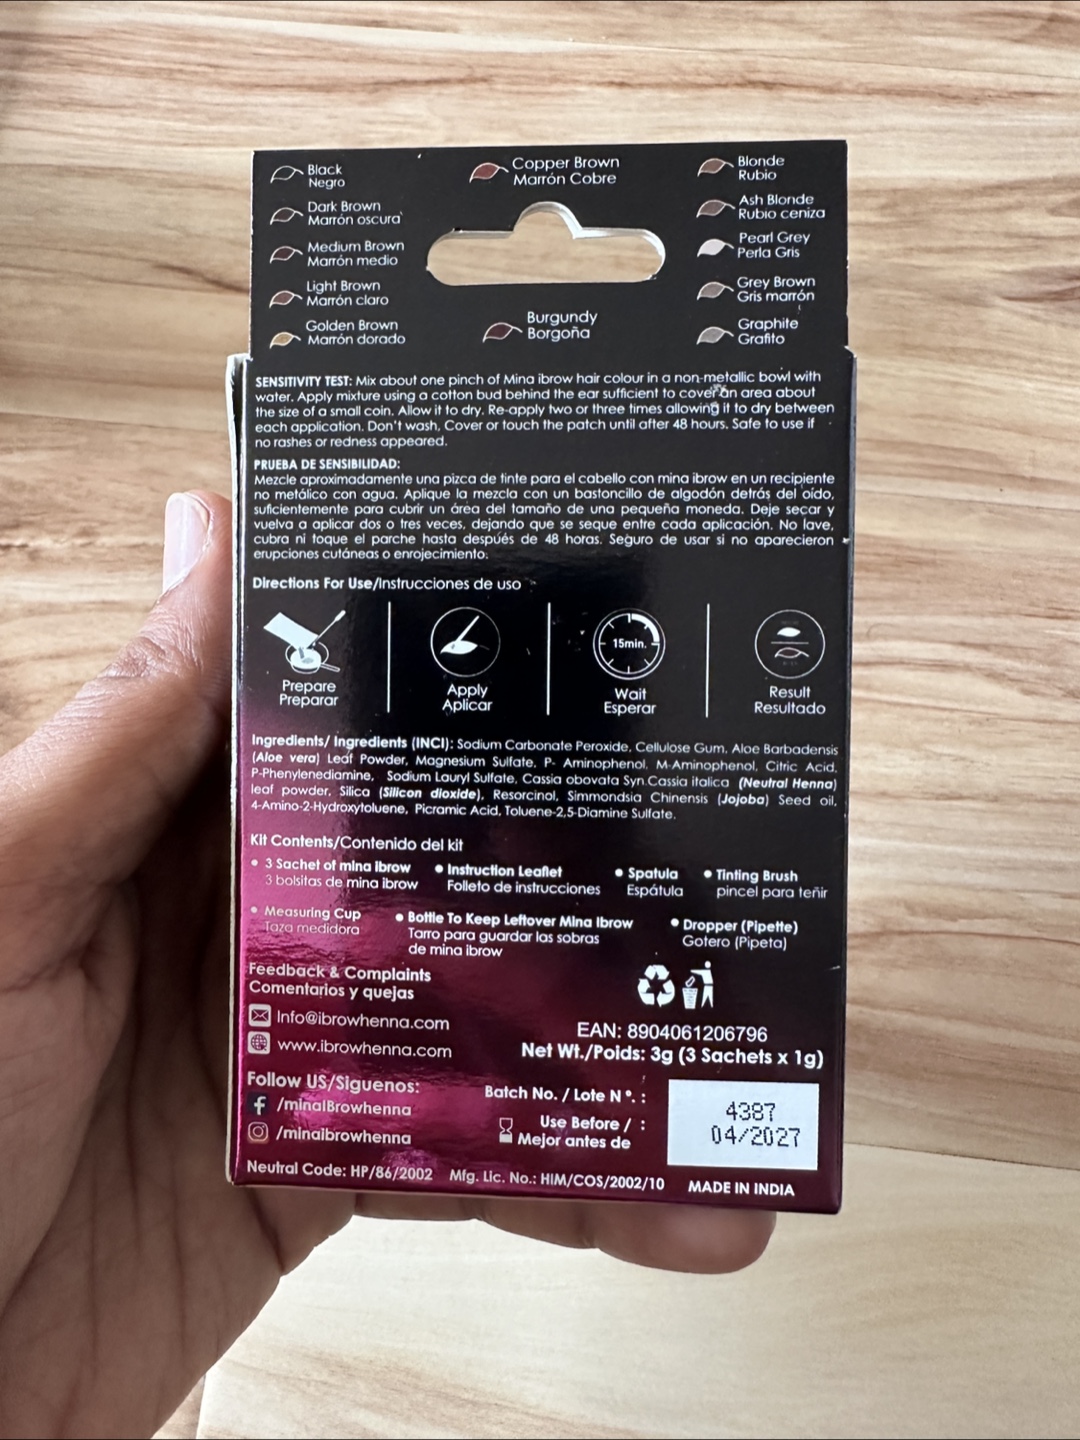 Black
Negro
Dark Brown
Marrón oscura
Medium Brown
Marrón medio
Light Brown
Marrón claro
Golden Brown
Marrón dorado
Copper Brown
Marrón Cobre
Burgundy
Borgoña
Blonde
Rubio
Ash Blonde
Rubio ceniza
Pearl Grey
Perla Gris
Grey Brown
Gris marrón
Graphite
Grafito
SENSITIVITY TEST: Mix about one pinch of Mina ibrow hair colour in a non-metallic bowl with
water. Apply mixture using a cotton bud behind the ear sufficient to cover an area about
the size of a small coin. Allow it to dry. Re-apply two or three times allowing it to dry between
each application. Don't wash, Cover or touch the patch until after 48 hours. Safe to use if
no rashes or redness appeared.
PRUEBA DE SENSIBILIDAD:
Mezcle aproximadamente una pizca de tinte para el cabello con mina ibrow en un recipiente
no metálico con agua. Aplique la mezcla con un bastoncillo de algodón detrás del oído,
suficientemente para cubrir un área del tamaño de una pequeña moneda. Deje secar y
vuelva a aplicar dos o tres veces, dejando que se seque entre cada aplicación. No lave,
cubra ni toque el parche hasta después de 48 horas. Seguro de usar si no aparecieron
erupciones cutáneas o enrojecimiento.
Directions For Use/Instrucciones de uso
Prepare
Preparar
Apply
Aplicar
15min.
Wait
Esperar
Result
Resultado
Ingredients/ Ingredients (INCI): Sodium Carbonate Peroxide, Cellulose Gum, Aloe Barbadensis
(Aloe vera) Leaf Powder, Magnesium Sulfate, P- Aminophenol, M-Aminophenol, Citric Acid,
P-Phenylenediamine, Sodium Lauryl Sulfate, Cassia obovata Syn.Cassia italica (Neutral Henna)
leaf powder, Silica (Silicon dioxide), Resorcinol, Simmondsia Chinensis (Jojoba) Seed oil,
4-Amino-2-Hydroxytoluene, Picramic Acid, Toluene-2,5-Diamine Sulfate.
Kit Contents/Contenido del kit
• 3 Sachet of mina ibrow
3 bolsitas de mina ibrow
• Instruction Leaflet
Folleto de instrucciones
• Spatula
Espátula
• Tinting Brush
pincel para teñir
• Measuring Cup
Taza medidora
• Bottle To Keep Leftover Mina Ibrow
Tarro para guardar las sobras
de mina ibrow
• Dropper (Pipette)
Gotero (Pipeta)
Feedback & Complaints
Comentarios y quejas
Info@ibrowhenna.com
www.ibrowhenna.com
Follow US/Siguenos:
/minaIBrowhenna
/minaibrowhenna
EAN: 8904061206796
Net Wt./Poids: 3g (3 Sachets x 1g)
Batch No. / Lote N°. :
Use Before / :
Mejor antes de
4387
04/2027
Neutral Code: HP/86/2002 Mfg. Lic. No.: HIM/COS/2002/10 MADE IN INDIA